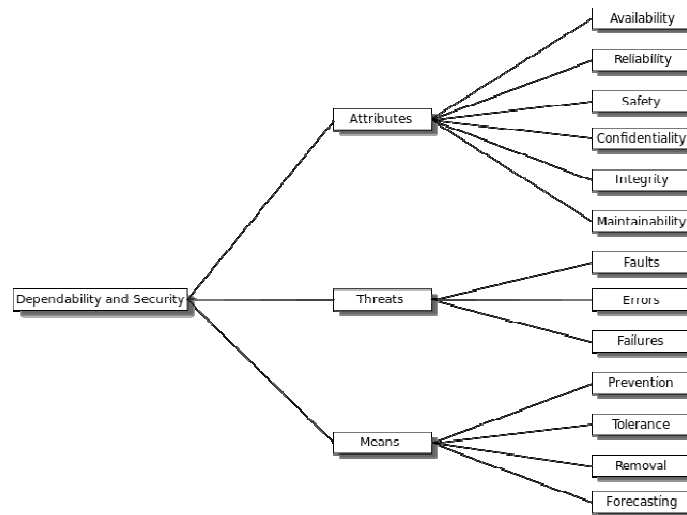 Availability
Reliability
Safety
Confidentiality
Integrity
Maintainability
Attributes
Dependability and Security
Threats
Faults
Errors
Failures
Means
Prevention
Tolerance
Removal
Forecasting